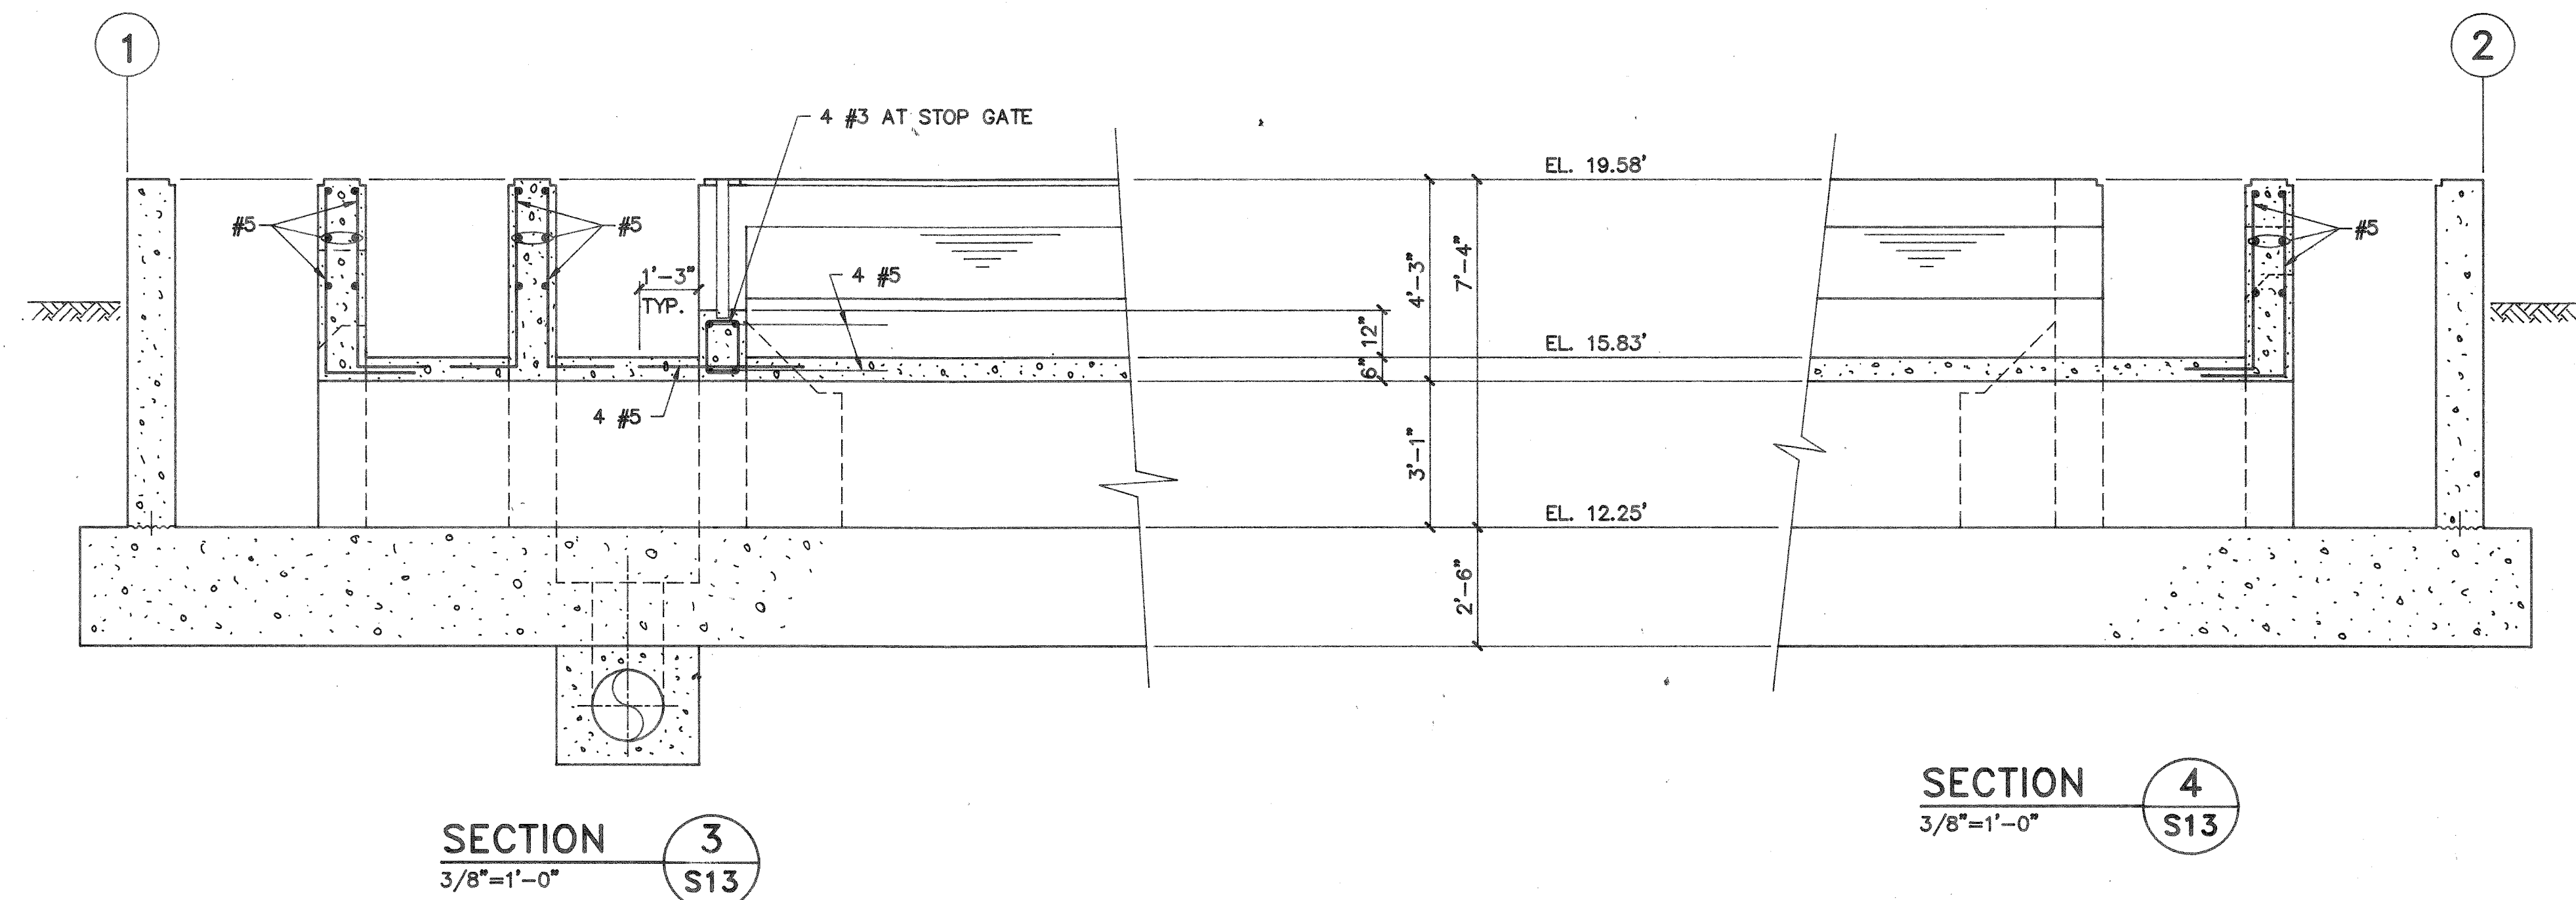 1
2
4 #3 AT STOP GATE
EL. 19.58'
#5
#5
#5
1'-3"
TYP.
4 #5
4'-3"
7'-4"
12"
6"
EL. 15.83'
4 #5
3'-1"
EL. 12.25'
2'-6"
SECTION
3/8"=1'-0"
3
S13
SECTION
3/8"=1'-0"
4
S13